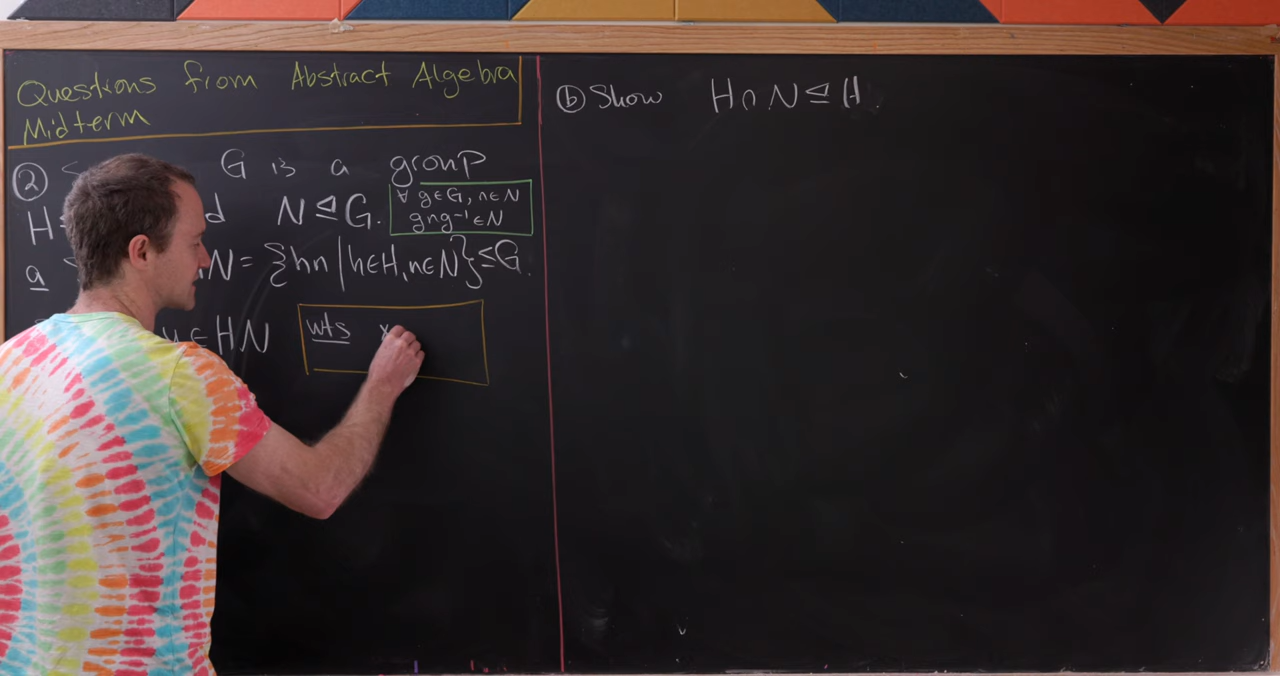 Questions from Abstract Algebra
Midterm
② G is a group
H N ⊴ G.
∀ g∈G, n∈N
gng⁻¹∈N
a N = {hn | h∈H, n∈N} ≤ G.
∈ HN
wts x
ⓑ Show H ∩ N ⊴ H.